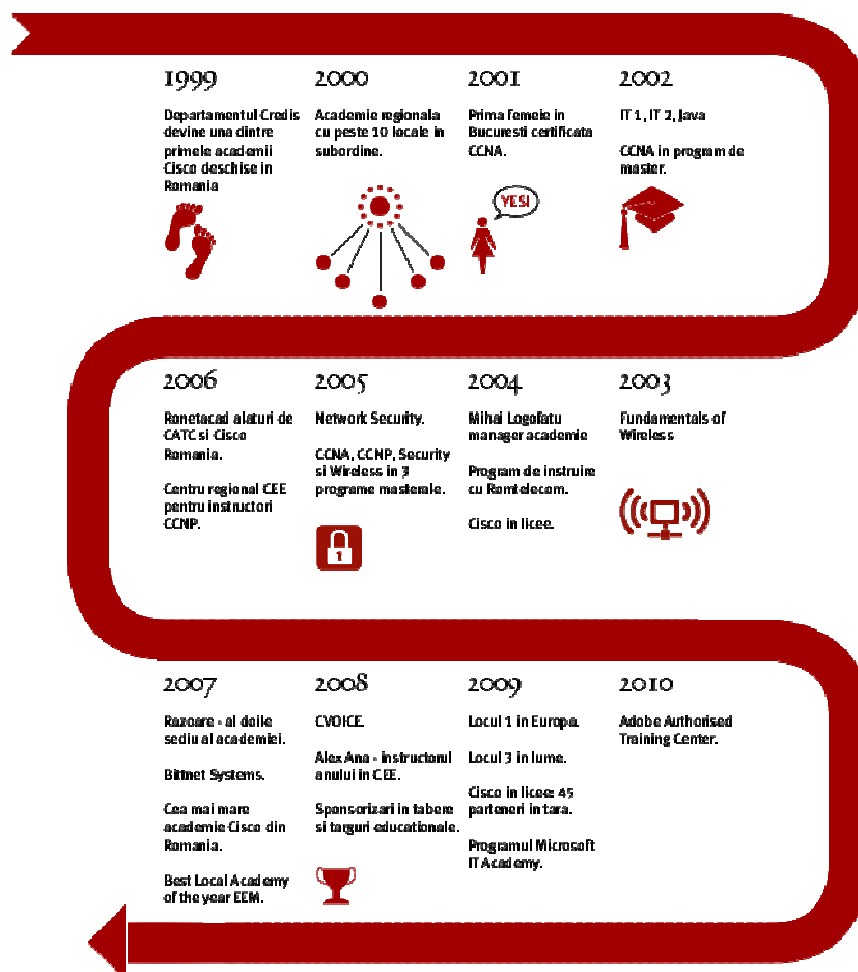 1999
Departamentul Credis
devine una dintre
primele academii
Cisco deschise in
Romania
2000
Academie regionala
cu peste 10 locale in
subordine.
2001
Prima femeie in
Bucuresti certificata
CCNA.
YES!
2002
IT 1, IT 2, Java
CCNA in program de
master.
2003
Fundamentals of
Wireless
2004
Mihai Logofatu
manager academie
Program de instruire
cu Romtelecom.
Cisco in licee.
2005
Network Security.
CCNA, CCNP, Security
si Wireless in 3
programe masterale.
1
2006
Ronetacad alaturi de
CATC si Cisco
Romania.
Centru regional CEE
pentru instructori
CCNP.
2007
Razoare - al doile
sediu al academiei.
Bittnet Systems.
Cea mai mare
academie Cisco din
Romania.
Best Local Academy
of the year EEM.
2008
CVOICE.
Alex Ana - instructorul
anului in CEE.
Sponsorizari in tabere
si targuri educationale.
2009
Locul 1 in Europa.
Locul 3 in lume.
Cisco in licee: 45
parteneri in tara.
Programul Microsoft
IT Academy.
2010
Adobe Authorised
Training Center.